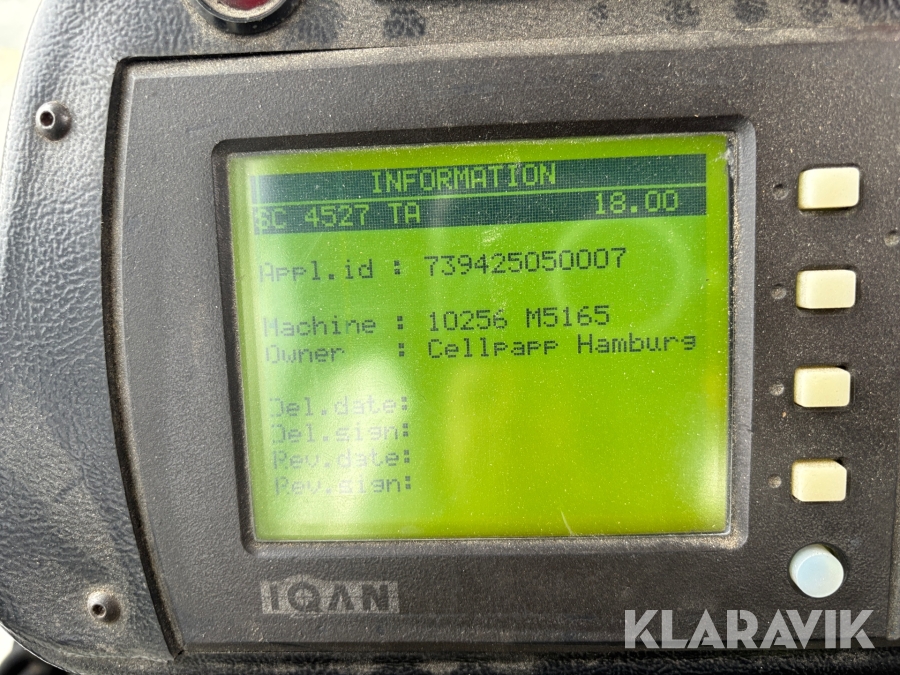 INFORMATION
SC 4527 TA 18.00
Appl.id : 739425050007
Machine : 10256 M5165
Owner : Cellpapp Hamburg
Del.date:
Del.sign:
Rev.date:
Rev.sign:
IQAN
KLARAVIK